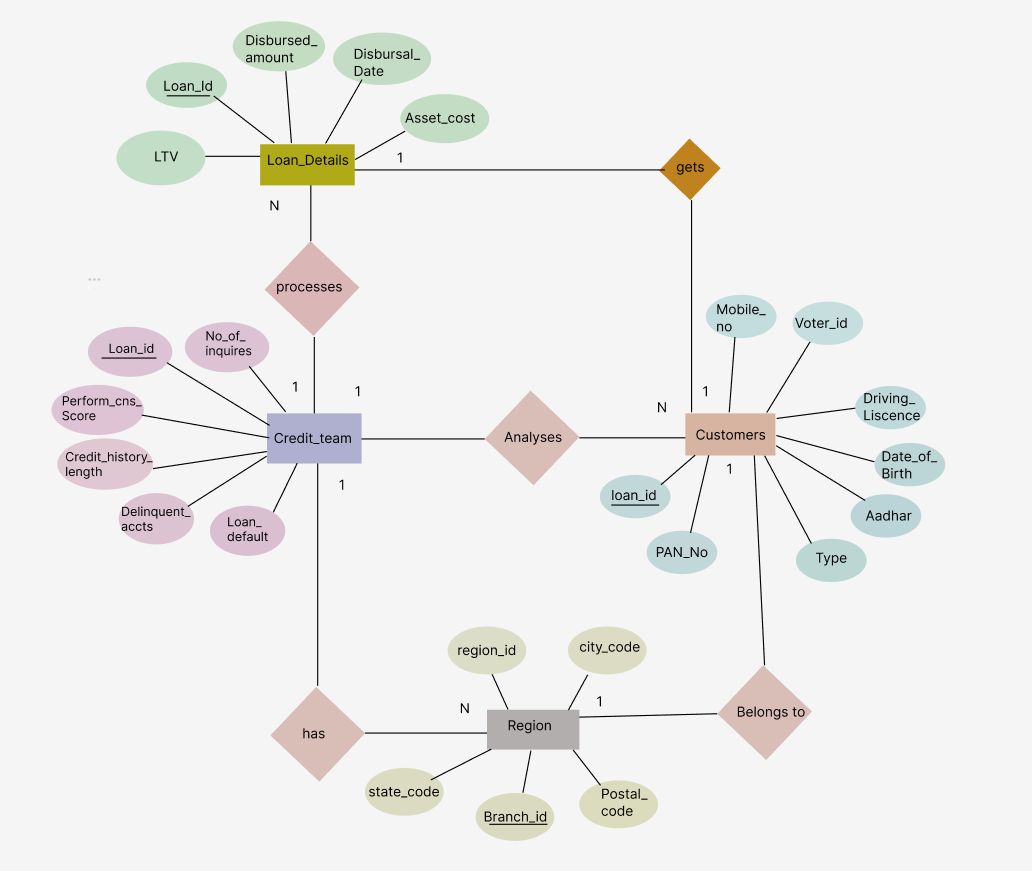 Disbursed_
amount
Disbursal_
Date
Loan_Id
Asset_cost
LTV
Loan_Details
1
gets
N
processes
...
Mobile_
no
Voter_id
No_of_
inquires
Loan_id
1
1
1
N
Driving_
Liscence
Perform_cns_
Score
Credit_team
Analyses
Customers
Credit_history_
length
1
Date_of_
Birth
1
loan_id
Delinquent_
accts
Loan_
default
Aadhar
PAN_No
Type
region_id
city_code
N
1
Belongs to
Region
has
state_code
Branch_id
Postal_
code